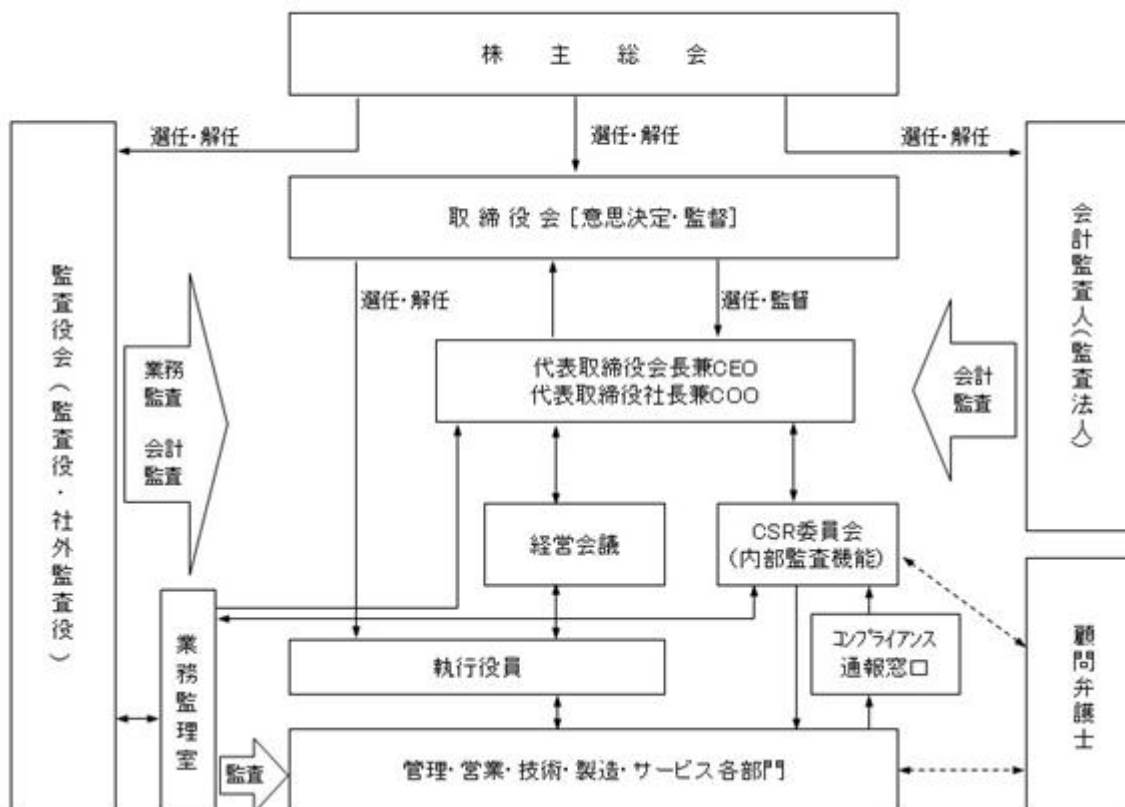 株主総会
選任・解任
選任・解任
選任・解任
取締役会［意思決定・監督］
監査役会（監査役・社外監査役）
会計監査人（監査法人）
選任・解任
選任・監督
業務
監査
会計
監査
代表取締役会長兼CEO
代表取締役社長兼COO
会計
監査
経営会議
CSR委員会
（内部監査機能）
業務監理室
執行役員
コンプライアンス
通報窓口
顧問弁護士
監査
管理・営業・技術・製造・サービス各部門